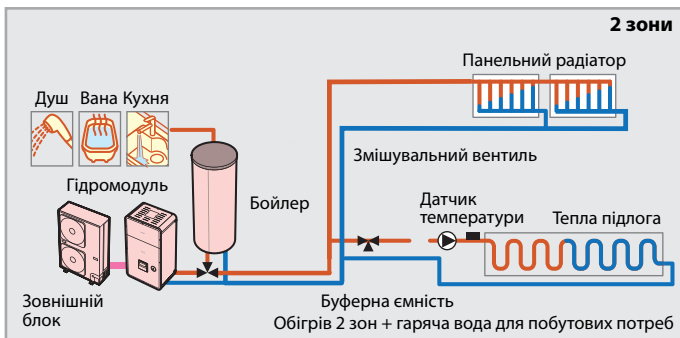 2 зони
Панельний радіатор
Душ Вана Кухня
Змішувальний вентиль
Гідромодуль
Бойлер
Датчик
температури
Тепла підлога
Зовнішній
блок
Буферна ємність
Обігрів 2 зон + гаряча вода для побутових потреб